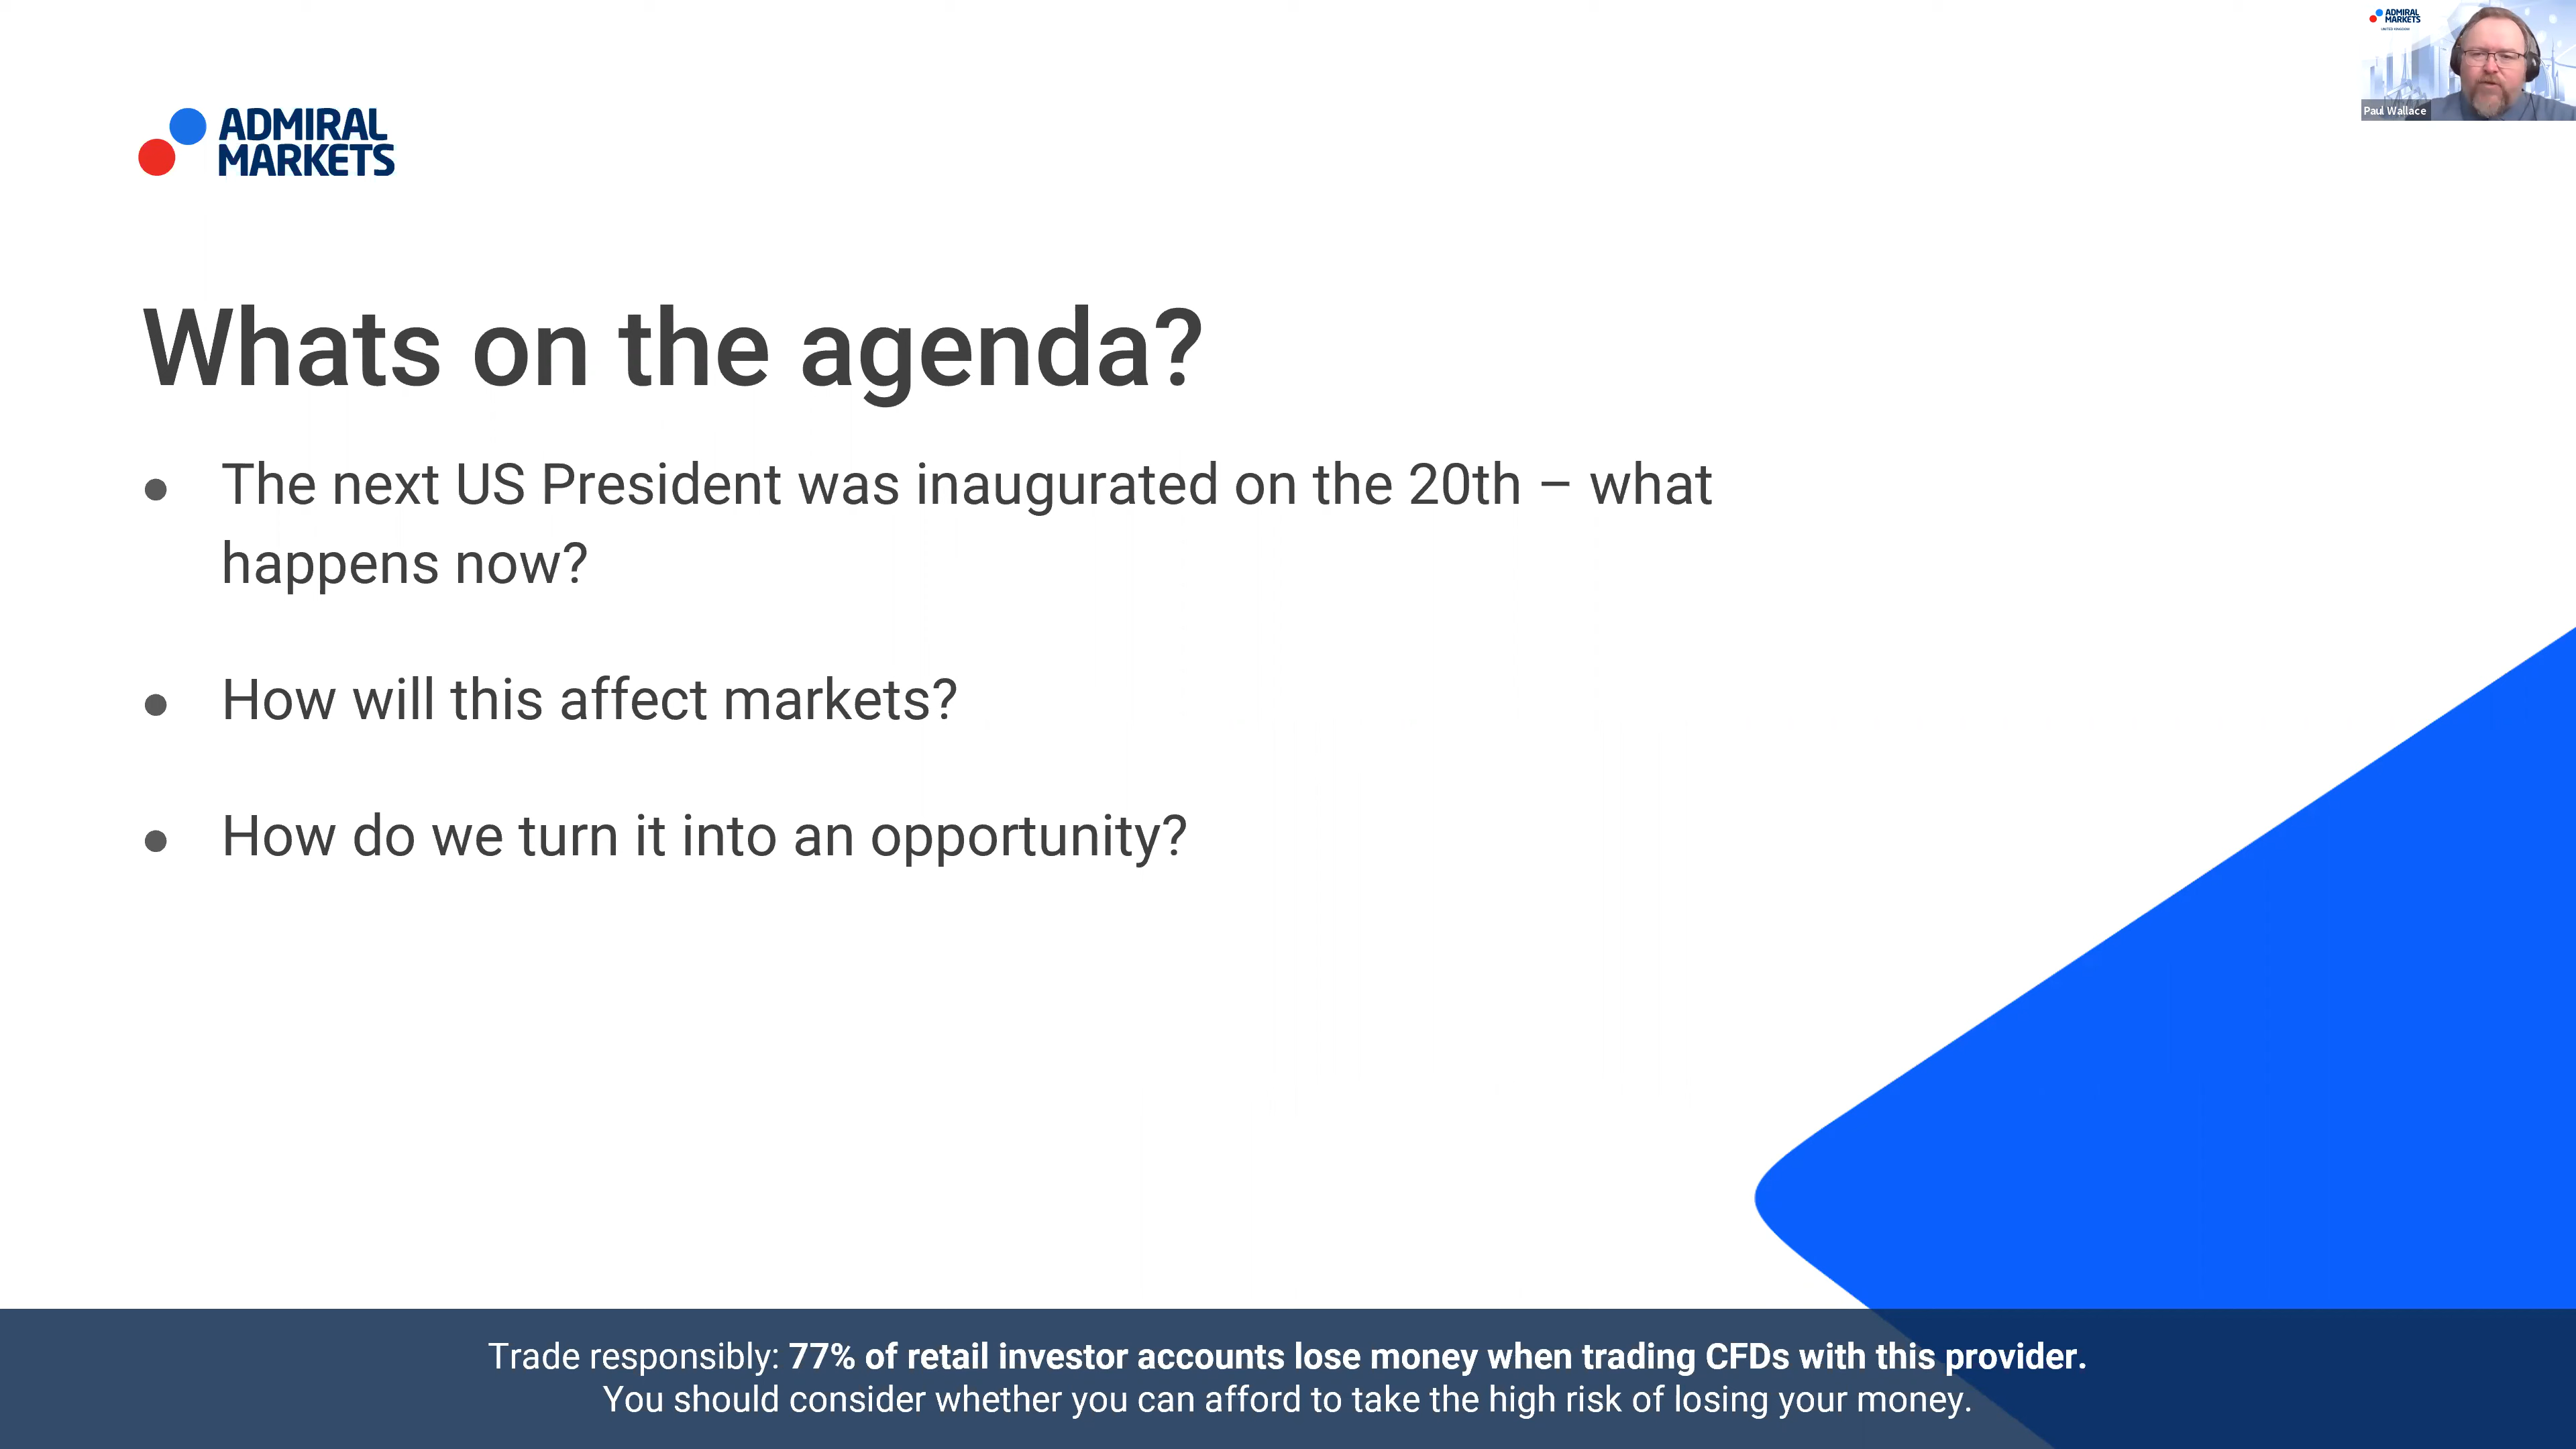 ADMIRAL
MARKETS
ADMIRAL
MARKETS
UNITED KINGDOM
Paul Wallace
Whats on the agenda?
● The next US President was inaugurated on the 20th – what
happens now?
● How will this affect markets?
● How do we turn it into an opportunity?
Trade responsibly: 77% of retail investor accounts lose money when trading CFDs with this provider.
You should consider whether you can afford to take the high risk of losing your money.